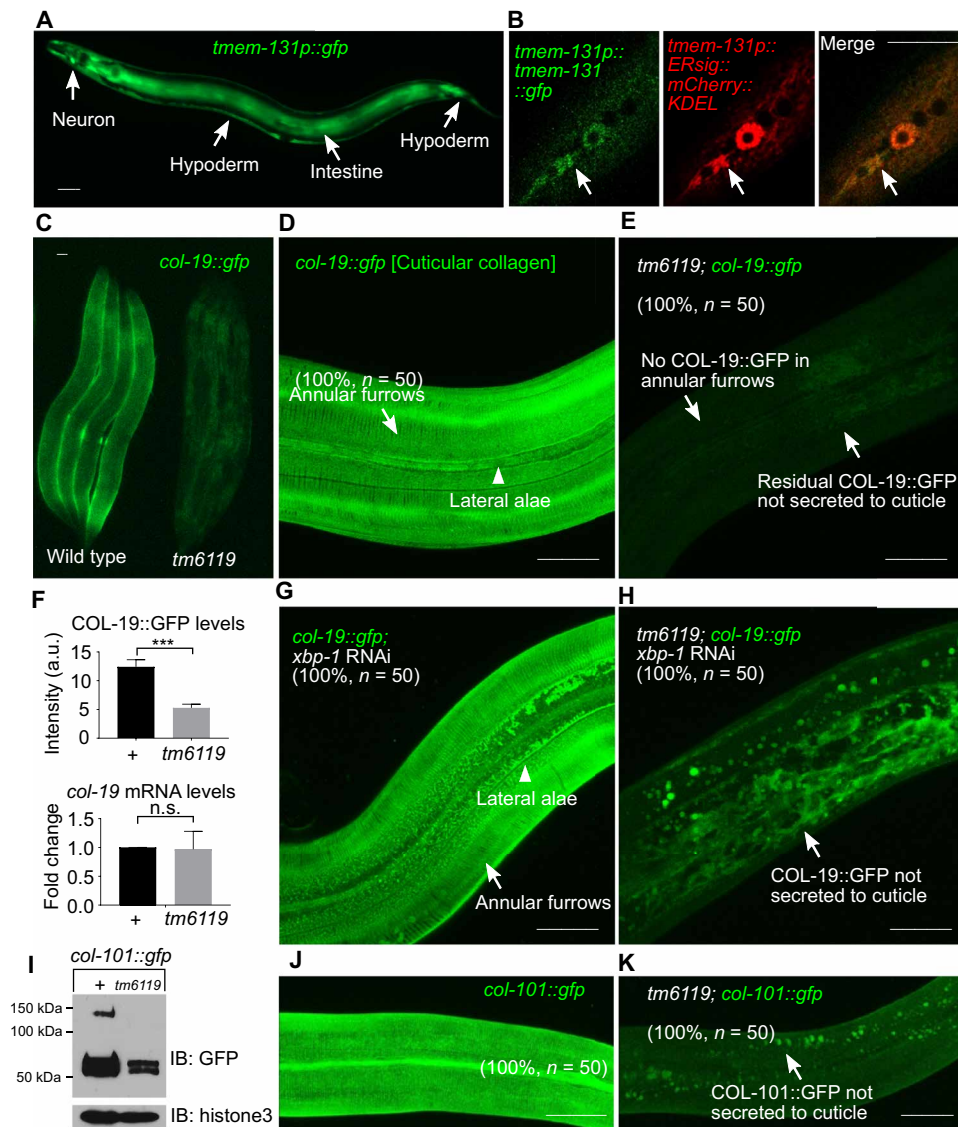 A
tmem-131p::gfp
Neuron
Hypoderm
Intestine
Hypoderm
B
tmem-131p::
tmem-131
::gfp
tmem-131p::
ERsig::
mCherry::
KDEL
Merge
C
col-19::gfp
Wild type
tm6119
D
col-19::gfp [Cuticular collagen]
(100%, n = 50)
Annular furrows
Lateral alae
E
tm6119; col-19::gfp
(100%, n = 50)
No COL-19::GFP in
annular furrows
Residual COL-19::GFP
not secreted to cuticle
F
COL-19::GFP levels
Intensity (a.u.)
15
10
5
0
***
+
tm6119
col-19 mRNA levels
Fold change
1.5
1.0
0.5
0.0
n.s.
+
tm6119
G
col-19::gfp;
xbp-1 RNAi
(100%, n = 50)
Lateral alae
Annular furrows
H
tm6119; col-19::gfp
xbp-1 RNAi
(100%, n = 50)
COL-19::GFP not
secreted to cuticle
I
col-101::gfp
+
tm6119
150 kDa
100 kDa
50 kDa
IB: GFP
IB: histone3
J
col-101::gfp
(100%, n = 50)
K
tm6119; col-101::gfp
(100%, n = 50)
COL-101::GFP not
secreted to cuticle